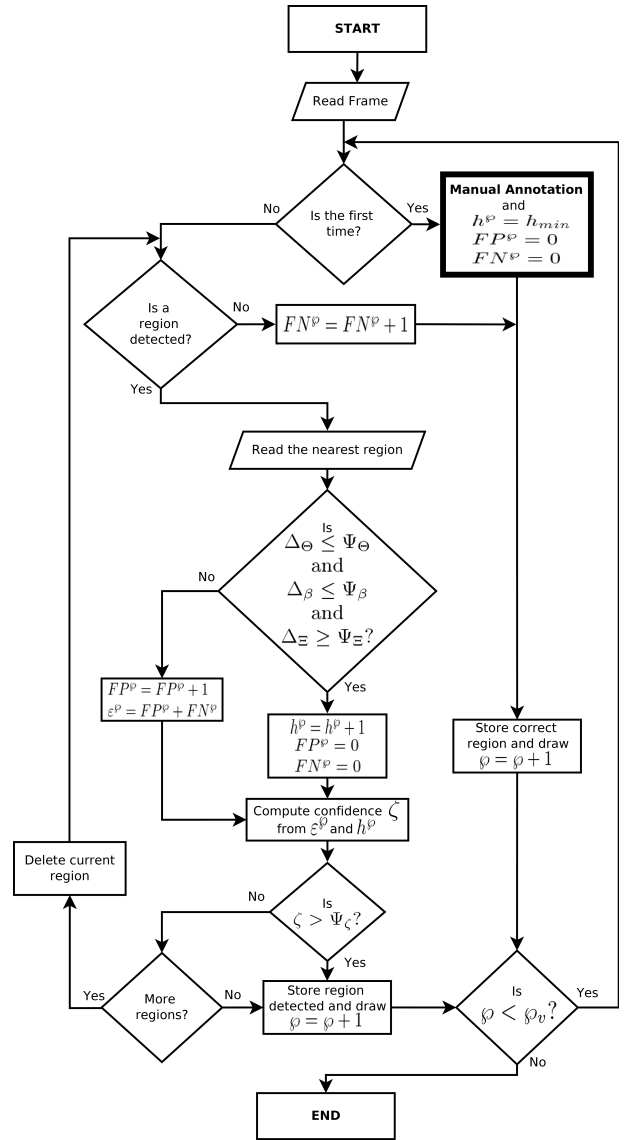 START
Read Frame
Is the first
time?
No
Yes
Manual Annotation
and
h^℘ = h_{min}
FP^℘ = 0
FN^℘ = 0
Is a
region
detected?
No
FN^℘ = FN^℘ + 1
Yes
Read the nearest region
Is
Δ_Θ ≤ Ψ_Θ
and
Δ_β ≤ Ψ_β
and
Δ_Ξ ≥ Ψ_Ξ?
No
Yes
FP^℘ = FP^℘ + 1
ε^℘ = FP^℘ + FN^℘
h^℘ = h^℘ + 1
FP^℘ = 0
FN^℘ = 0
Store correct
region and draw
℘ = ℘ + 1
Compute confidence ζ
from ε^℘ and h^℘
Delete current
region
Is
ζ > Ψ_ζ?
No
Yes
More
regions?
Yes
No
Store region
detected and draw
℘ = ℘ + 1
Is
℘ < ℘_v?
Yes
No
END